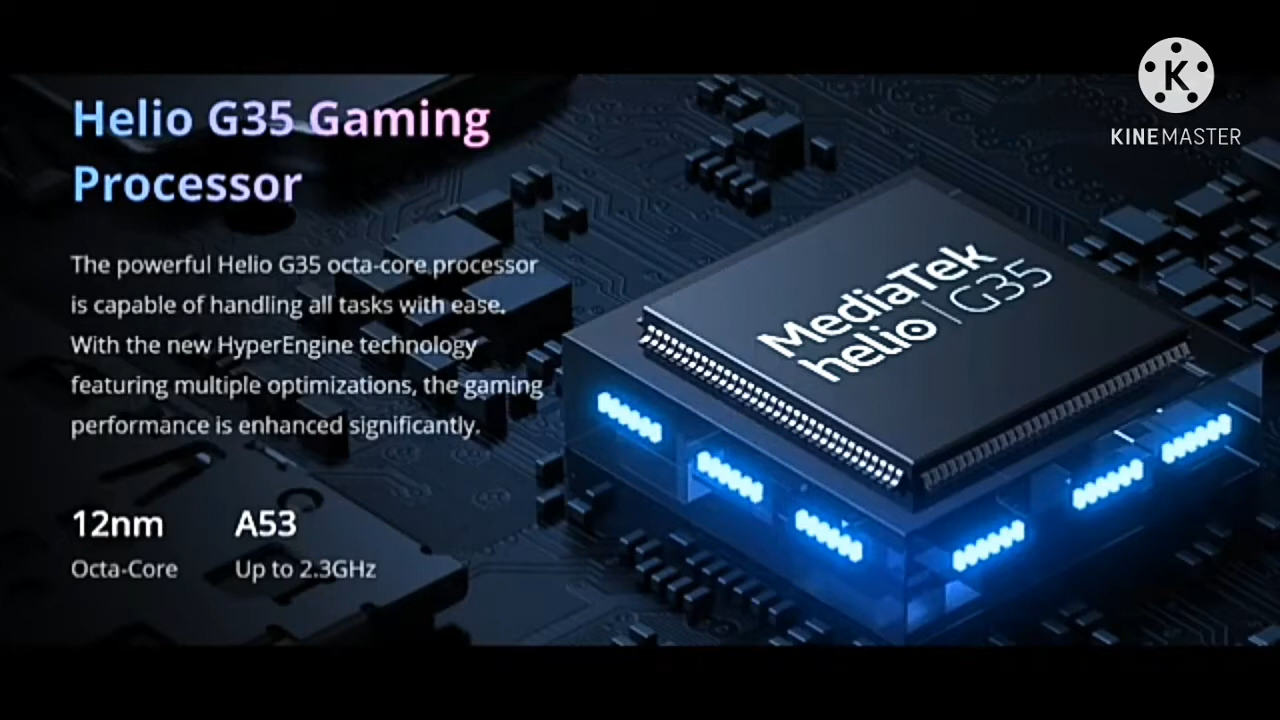 Helio G35 Gaming
Processor
The powerful Helio G35 octa-core processor
is capable of handling all tasks with ease.
With the new HyperEngine technology
featuring multiple optimizations, the gaming
performance is enhanced significantly.
12nm
Octa-Core
A53
Up to 2.3GHz
MediaTek
helio | G35
K
KINEMASTER